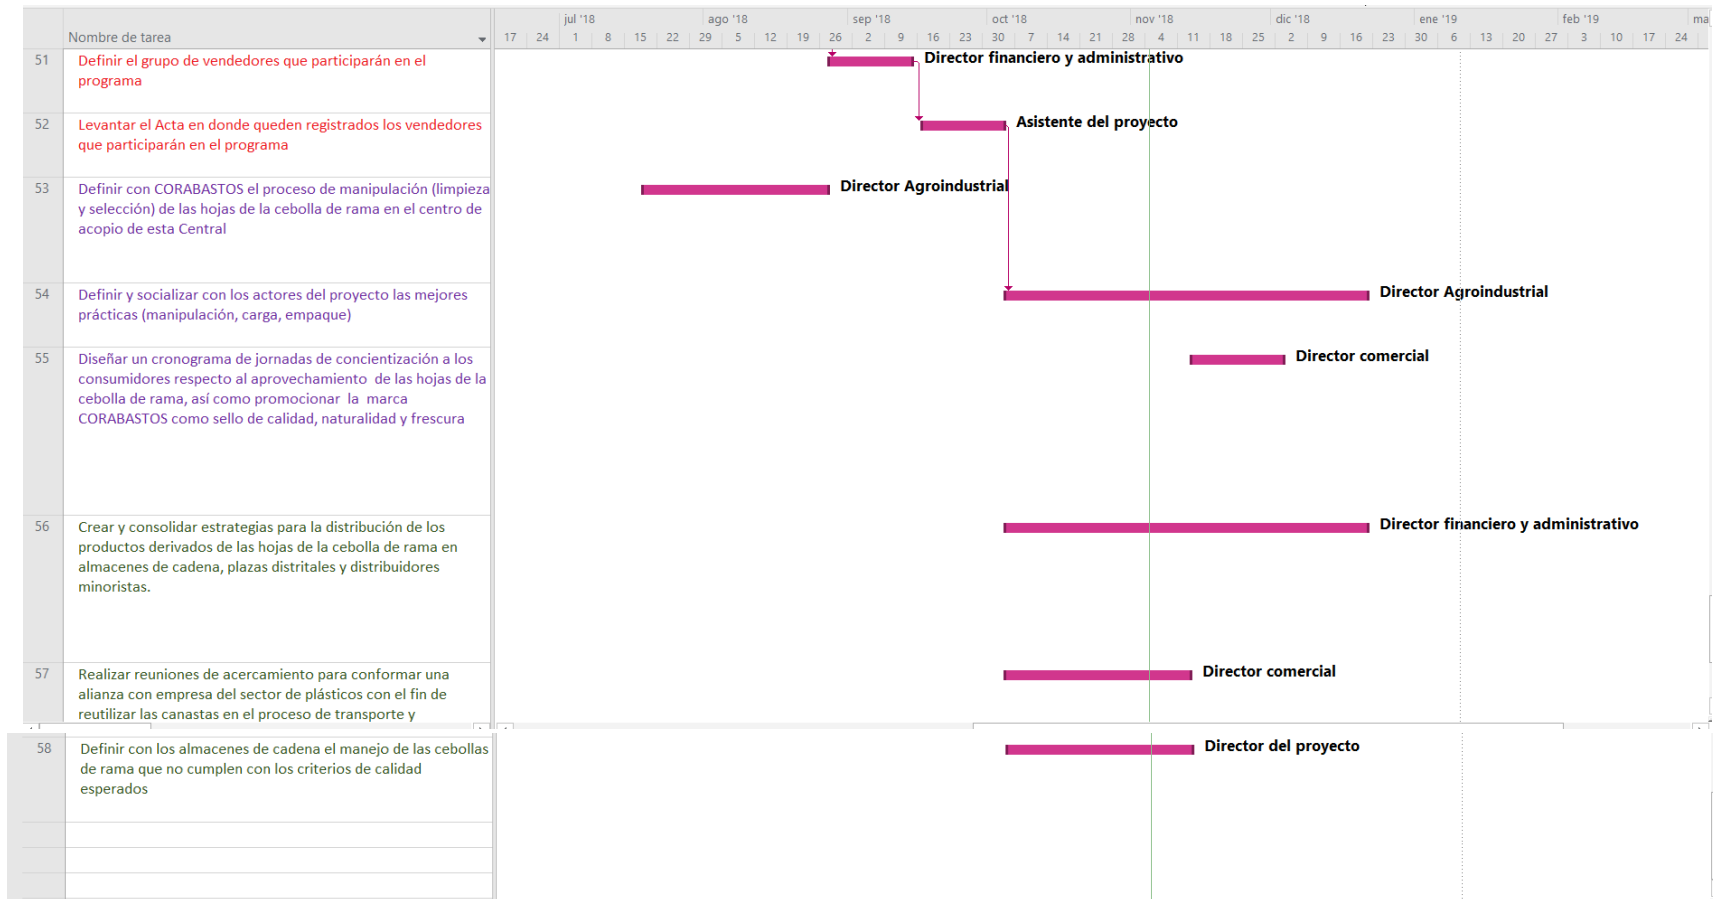 jul '18 ago '18 sep '18 oct '18 nov '18 dic '18 ene '19 feb '19 ma
Nombre de tarea 17 24 1 8 15 22 29 5 12 19 26 2 9 16 23 30 7 14 21 28 4 11 18 25 2 9 16 23 30 6 13 20 27 3 10 17 24
51 Definir el grupo de vendedores que participarán en el Director financiero y administrativo
programa
52 Levantar el Acta en donde queden registrados los vendedores Asistente del proyecto
que participarán en el programa
53 Definir con CORABASTOS el proceso de manipulación (limpieza Director Agroindustrial
y selección) de las hojas de la cebolla de rama en el centro de
acopio de esta Central
54 Definir y socializar con los actores del proyecto las mejores Director Agroindustrial
prácticas (manipulación, carga, empaque)
55 Diseñar un cronograma de jornadas de concientización a los Director comercial
consumidores respecto al aprovechamiento de las hojas de la
cebolla de rama, así como promocionar la marca
CORABASTOS como sello de calidad, naturalidad y frescura
56 Crear y consolidar estrategias para la distribución de los Director financiero y administrativo
productos derivados de las hojas de la cebolla de rama en
almacenes de cadena, plazas distritales y distribuidores
minoristas.
57 Realizar reuniones de acercamiento para conformar una Director comercial
alianza con empresa del sector de plásticos con el fin de
reutilizar las canastas en el proceso de transporte y
58 Definir con los almacenes de cadena el manejo de las cebollas Director del proyecto
de rama que no cumplen con los criterios de calidad
esperados